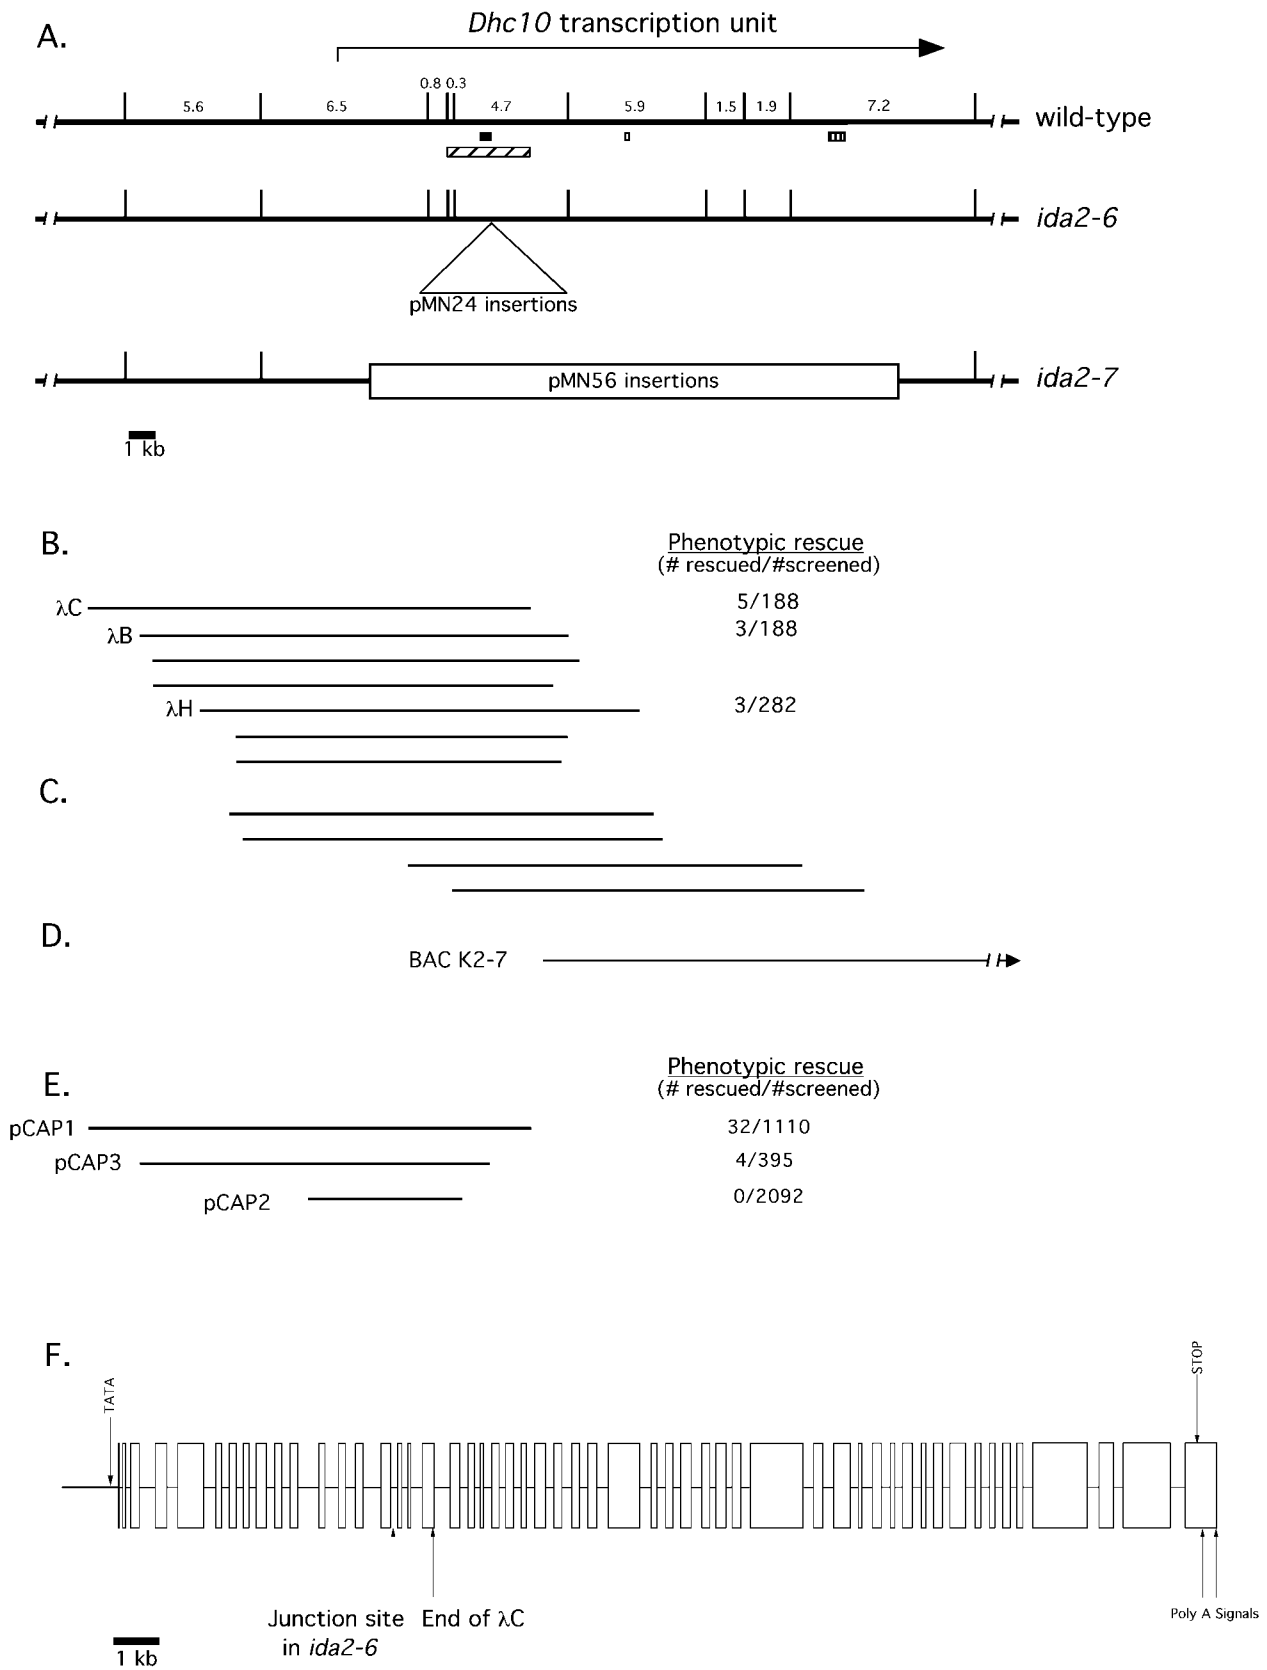 A.
Dhc10 transcription unit
5.6 6.5 0.8 0.3 4.7 5.9 1.5 1.9 7.2
wild-type
ida2-6
pMN24 insertions
pMN56 insertions
ida2-7
1 kb
B.
Phenotypic rescue
(# rescued/#screened)
λC 5/188
λB 3/188
λH 3/282
C.
D.
BAC K2-7
E.
Phenotypic rescue
(# rescued/#screened)
pCAP1 32/1110
pCAP3 4/395
pCAP2 0/2092
F.
TATA
STOP
Junction site
in ida2-6
End of λC
Poly A Signals
1 kb